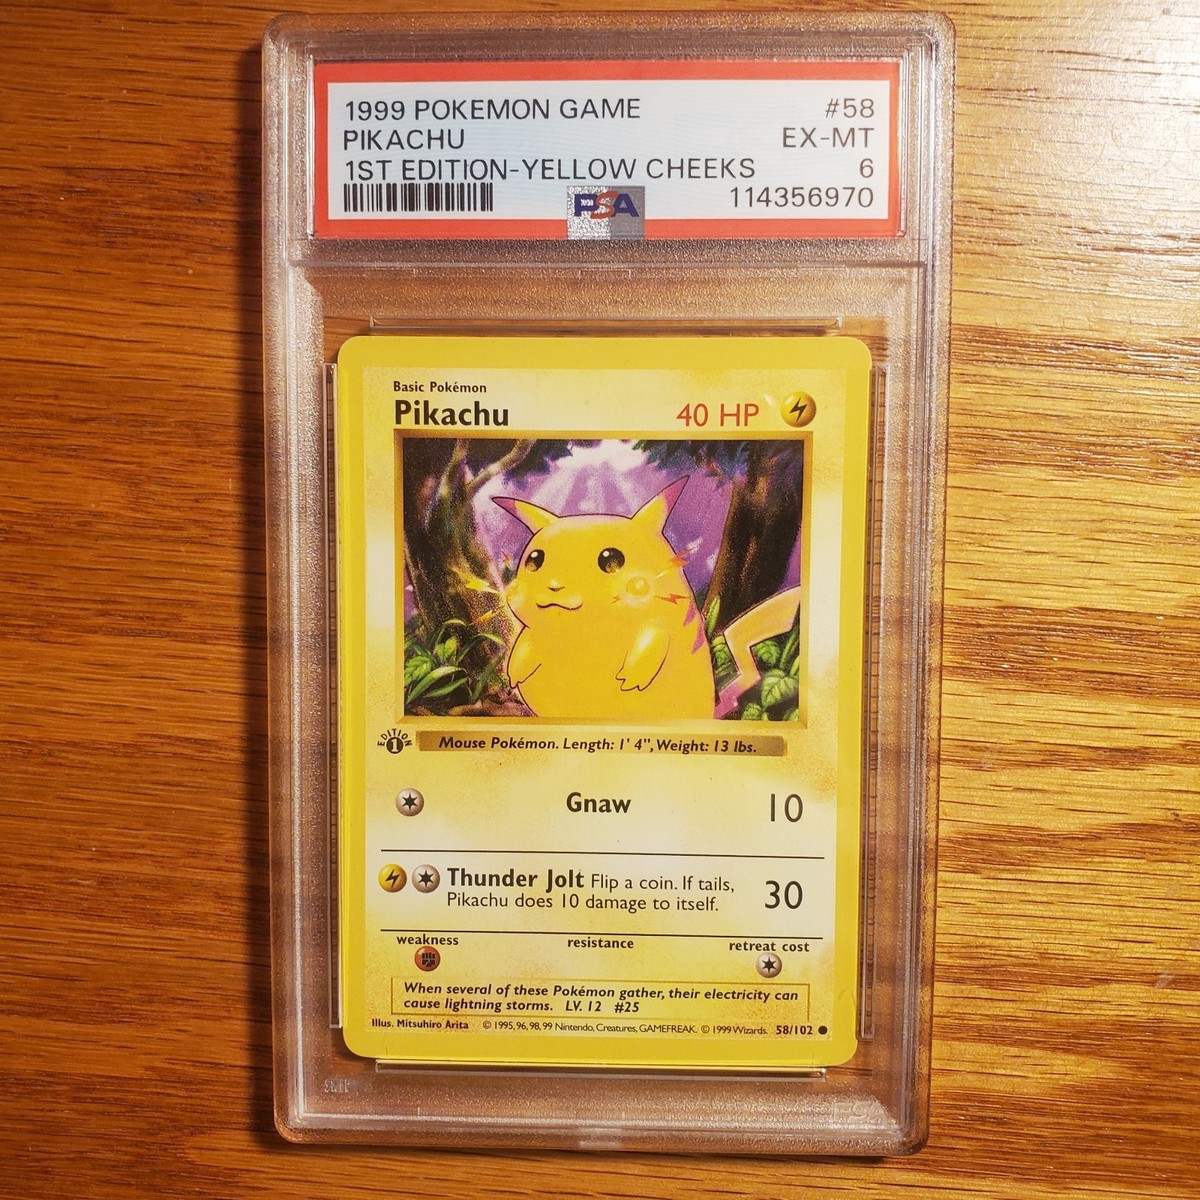 1999 POKEMON GAME #58
PIKACHU EX-MT
1ST EDITION-YELLOW CHEEKS 6
PSA 114356970
Basic Pokémon
Pikachu 40 HP
EDITION 1
Mouse Pokémon. Length: 1' 4", Weight: 13 lbs.
Gnaw 10
Thunder Jolt Flip a coin. If tails,
Pikachu does 10 damage to itself. 30
weakness resistance retreat cost
When several of these Pokémon gather, their electricity can
cause lightning storms. LV. 12 #25
Illus. Mitsuhiro Arita © 1995, 96, 98, 99 Nintendo, Creatures, GAMEFREAK. © 1999 Wizards. 58/102